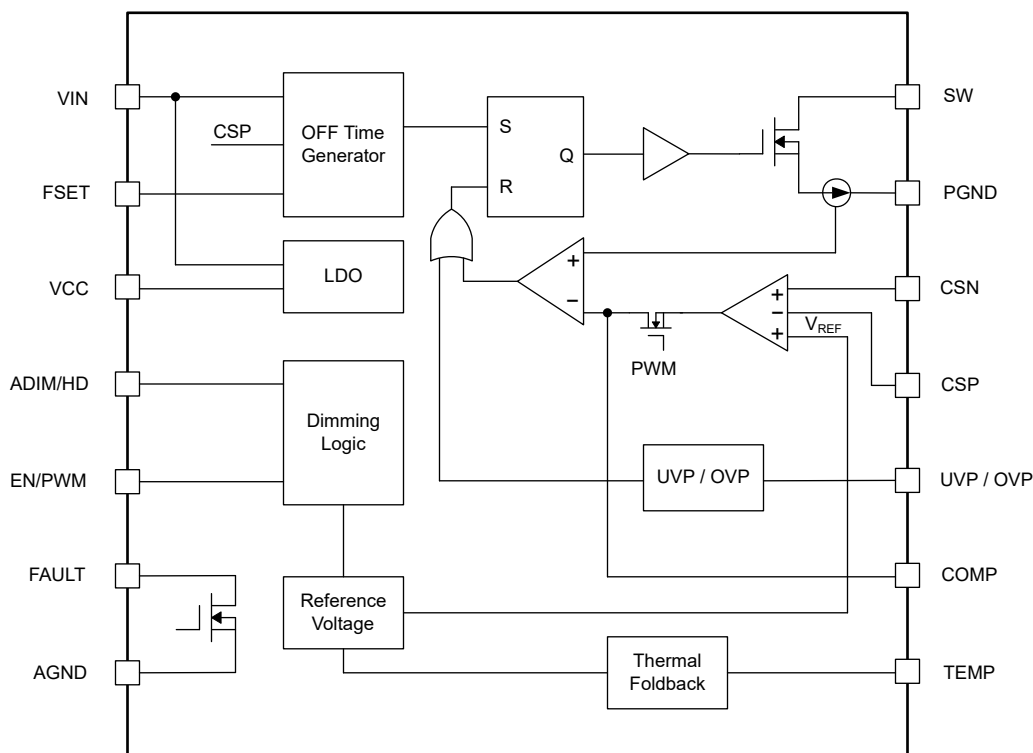 VIN
FSET
VCC
ADIM/HD
EN/PWM
FAULT
AGND
CSP
OFF Time
Generator
LDO
Dimming
Logic
Reference
Voltage
S
R
Q
+
−
PWM
+
−
+
VREF
UVP / OVP
Thermal
Foldback
SW
PGND
CSN
CSP
UVP / OVP
COMP
TEMP